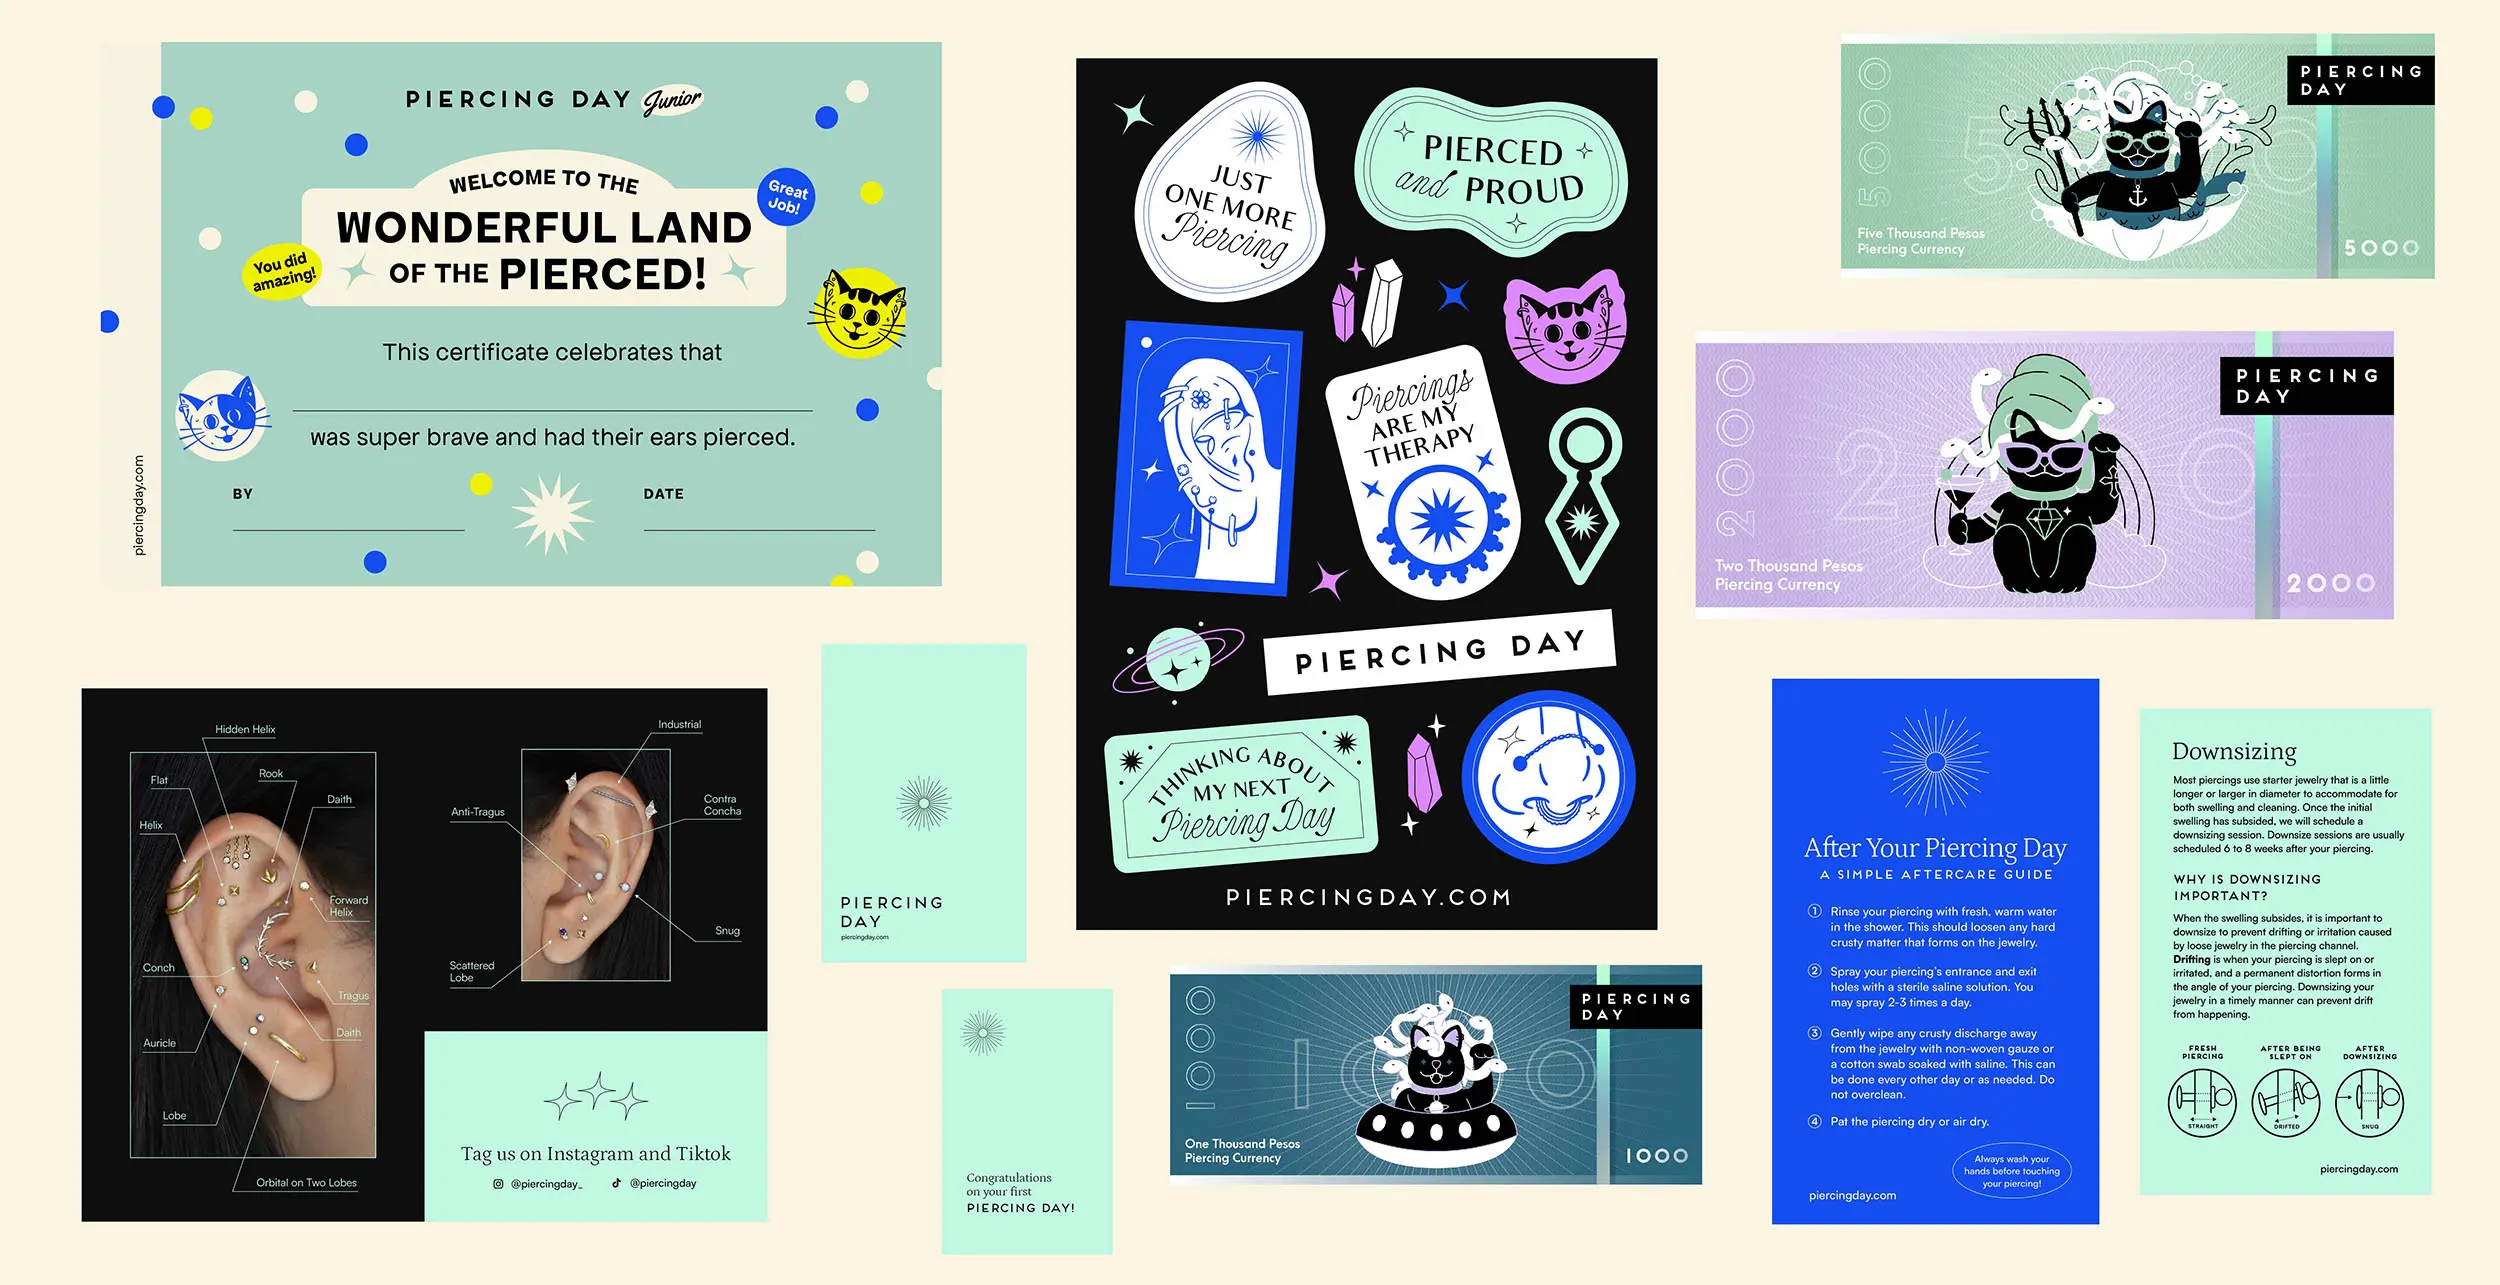 PIERCING DAY Junior
WELCOME TO THE
WONDERFUL LAND
OF THE PIERCED!
Great
Job!
You did
amazing!
This certificate celebrates that
was super brave and had their ears pierced.
BY
DATE
piercingday.com
JUST
ONE MORE
Piercing
PIERCED
and PROUD
Piercings
ARE MY
THERAPY
PIERCING DAY
THINKING ABOUT
MY NEXT
Piercing Day
PIERCINGDAY.COM
5000
5000
PIERCING
DAY
Five Thousand Pesos
Piercing Currency
5000
2000
2000
PIERCING
DAY
Two Thousand Pesos
Piercing Currency
2000
Hidden Helix
Flat
Rook
Daith
Helix
Forward
Helix
Conch
Tragus
Auricle
Daith
Lobe
Orbital on Two Lobes
Industrial
Anti-Tragus
Contra
Concha
Snug
Scattered
Lobe
Tag us on Instagram and Tiktok
@piercingday_
@piercingday
PIERCING
DAY
piercingday.com
Congratulations
on your first
PIERCING DAY!
1000
1000
PIERCING
DAY
One Thousand Pesos
Piercing Currency
1000
After Your Piercing Day
A SIMPLE AFTERCARE GUIDE
1 Rinse your piercing with fresh, warm water
in the shower. This should loosen any hard
crusty matter that forms on the jewelry.
2 Spray your piercing's entrance and exit
holes with a sterile saline solution. You
may spray 2-3 times a day.
3 Gently wipe any crusty discharge away
from the jewelry with non-woven gauze or
a cotton swab soaked with saline. This can
be done every other day or as needed. Do
not overclean.
4 Pat the piercing dry or air dry.
Always wash your
hands before touching
your piercing!
piercingday.com
Downsizing
Most piercings use starter jewelry that is a little
longer or larger in diameter to accommodate for
both swelling and cleaning. Once the initial
swelling has subsided, we will schedule a
downsizing session. Downsize sessions are usually
scheduled 6 to 8 weeks after your piercing.
WHY IS DOWNSIZING
IMPORTANT?
When the swelling subsides, it is important to
downsize to prevent drifting or irritation caused
by loose jewelry in the piercing channel.
Drifting is when your piercing is slept on or
irritated, and a permanent distortion forms in
the angle of your piercing. Downsizing your
jewelry in a timely manner can prevent drift
from happening.
FRESH
PIERCING
AFTER BEING
SLEPT ON
AFTER
DOWNSIZING
STRAIGHT
DRIFTED
SNUG
piercingday.com